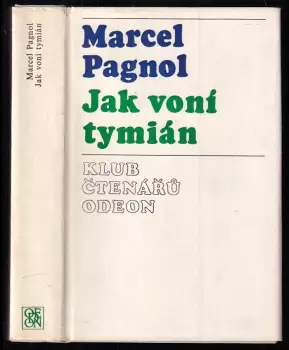 Marcel Pagnol
Jak voní tymián
Marcel
Pagnol
Jak voní
tymián
KLUB
ČTENÁŘŮ
ODEON